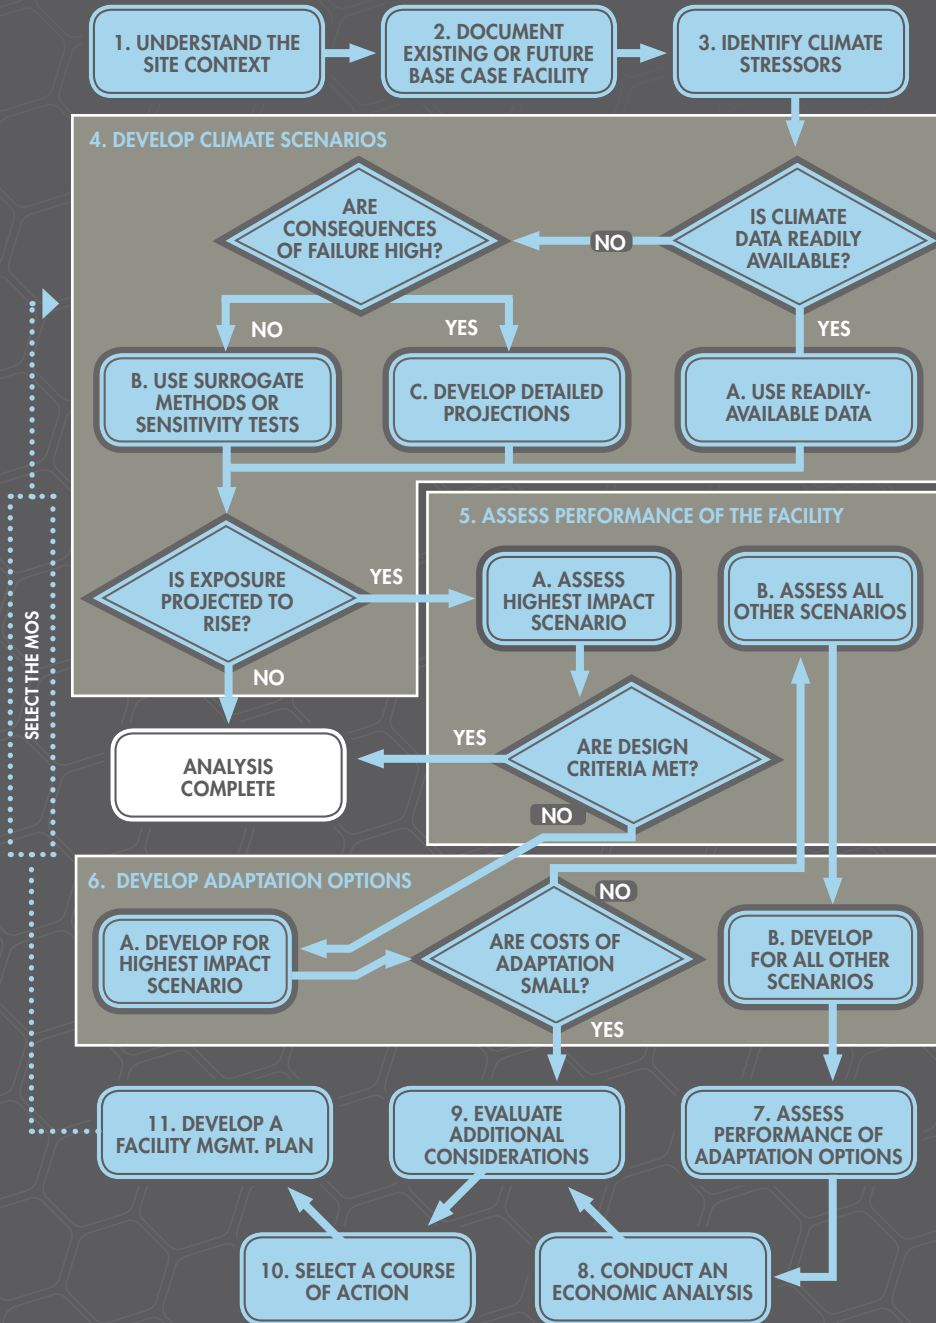 1. UNDERSTAND THE
SITE CONTEXT
2. DOCUMENT
EXISTING OR FUTURE
BASE CASE FACILITY
3. IDENTIFY CLIMATE
STRESSORS
4. DEVELOP CLIMATE SCENARIOS
ARE
CONSEQUENCES
OF FAILURE HIGH?
NO
IS CLIMATE
DATA READILY
AVAILABLE?
NO
YES
YES
B. USE SURROGATE
METHODS OR
SENSITIVITY TESTS
C. DEVELOP DETAILED
PROJECTIONS
A. USE READILY-
AVAILABLE DATA
IS EXPOSURE
PROJECTED TO
RISE?
YES
NO
5. ASSESS PERFORMANCE OF THE FACILITY
A. ASSESS
HIGHEST IMPACT
SCENARIO
B. ASSESS ALL
OTHER SCENARIOS
SELECT THE MOS
ANALYSIS
COMPLETE
YES
ARE DESIGN
CRITERIA MET?
NO
6. DEVELOP ADAPTATION OPTIONS
A. DEVELOP FOR
HIGHEST IMPACT
SCENARIO
NO
ARE COSTS OF
ADAPTATION
SMALL?
YES
B. DEVELOP
FOR ALL OTHER
SCENARIOS
11. DEVELOP A
FACILITY MGMT. PLAN
9. EVALUATE
ADDITIONAL
CONSIDERATIONS
7. ASSESS
PERFORMANCE OF
ADAPTATION OPTIONS
10. SELECT A COURSE
OF ACTION
8. CONDUCT AN
ECONOMIC ANALYSIS